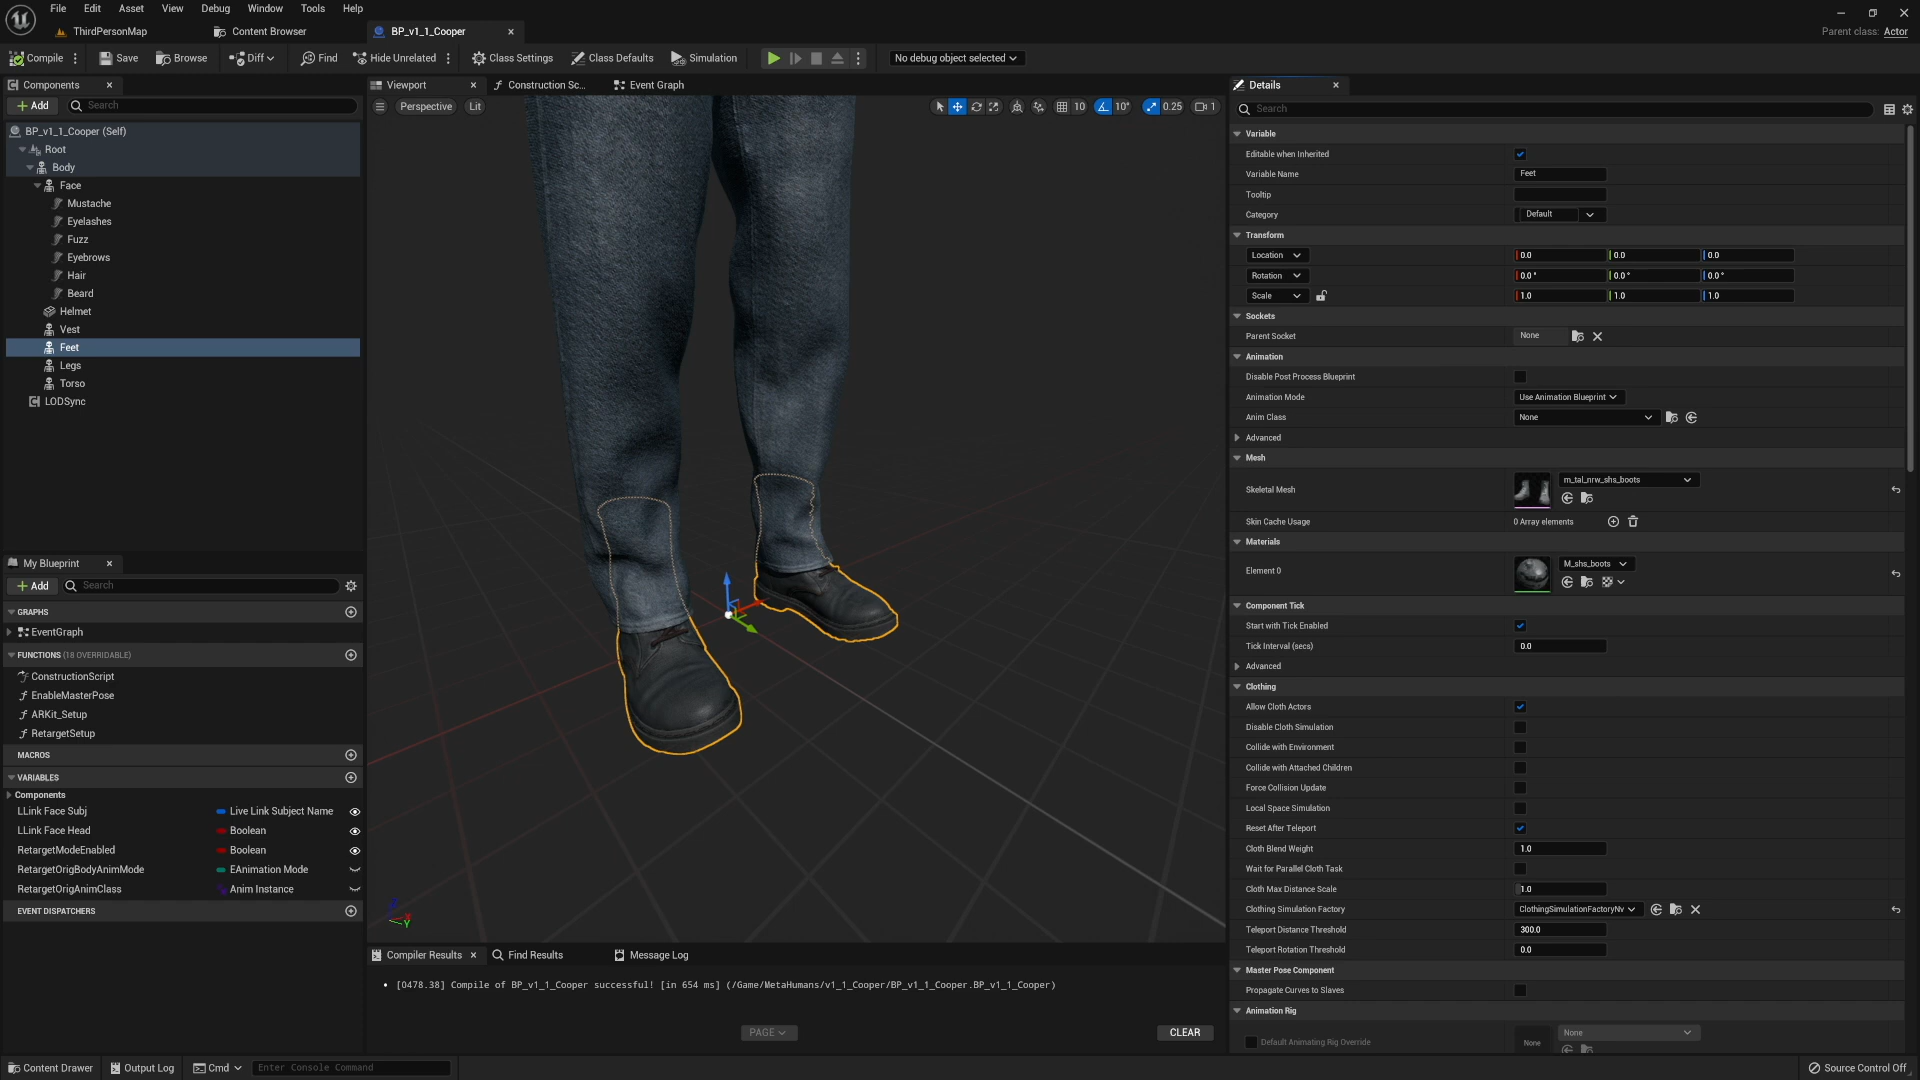 File Edit Asset View Debug Window Tools Help
ThirdPersonMap Content Browser BP_v1_1_Cooper
Parent class: Actor
Compile Save Browse Diff Find Hide Unrelated Class Settings Class Defaults Simulation No debug object selected
Components
Add Search
BP_v1_1_Cooper (Self)
Root
Body
Face
Mustache
Eyelashes
Fuzz
Eyebrows
Hair
Beard
Helmet
Vest
Feet
Legs
Torso
LODSync
My Blueprint
Add Search
GRAPHS
EventGraph
FUNCTIONS (18 OVERRIDABLE)
ConstructionScript
EnableMasterPose
ARKit_Setup
RetargetSetup
MACROS
VARIABLES
Components
LLink Face Subj Live Link Subject Name
LLink Face Head Boolean
RetargetModeEnabled Boolean
RetargetOrigBodyAnimMode EAnimation Mode
RetargetOrigAnimClass Anim Instance
EVENT DISPATCHERS
Viewport Construction Sc... Event Graph
Perspective Lit 10 10° 0.25 1
Compiler Results Find Results Message Log
[0478.38] Compile of BP_v1_1_Cooper successful! [in 654 ms] (/Game/MetaHumans/v1_1_Cooper/BP_v1_1_Cooper.BP_v1_1_Cooper)
PAGE CLEAR
Details
Search
Variable
Editable when Inherited
Variable Name Feet
Tooltip
Category Default
Transform
Location 0.0 0.0 0.0
Rotation 0.0° 0.0° 0.0°
Scale 1.0 1.0 1.0
Sockets
Parent Socket None
Animation
Disable Post Process Blueprint
Animation Mode Use Animation Blueprint
Anim Class None
Advanced
Mesh
Skeletal Mesh m_tal_nrw_shs_boots
Skin Cache Usage 0 Array elements
Materials
Element 0 M_shs_boots
Component Tick
Start with Tick Enabled
Tick Interval (secs) 0.0
Advanced
Clothing
Allow Cloth Actors
Disable Cloth Simulation
Collide with Environment
Collide with Attached Children
Force Collision Update
Local Space Simulation
Reset After Teleport
Cloth Blend Weight 1.0
Wait for Parallel Cloth Task
Cloth Max Distance Scale 1.0
Clothing Simulation Factory ClothingSimulationFactoryNv
Teleport Distance Threshold 300.0
Teleport Rotation Threshold 0.0
Master Pose Component
Propagate Curves to Slaves
Animation Rig
Default Animating Rig Override None None
Content Drawer Output Log Cmd Enter Console Command Source Control Off